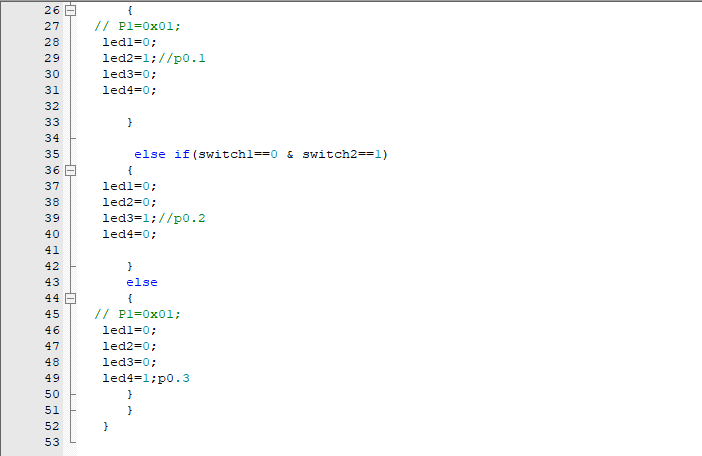 26 {
27 // P1=0x01;
28 led1=0;
29 led2=1;//p0.1
30 led3=0;
31 led4=0;
32
33 }
34
35 else if(switch1==0 & switch2==1)
36 {
37 led1=0;
38 led2=0;
39 led3=1;//p0.2
40 led4=0;
41
42 }
43 else
44 {
45 // P1=0x01;
46 led1=0;
47 led2=0;
48 led3=0;
49 led4=1;p0.3
50 }
51 }
52 }
53